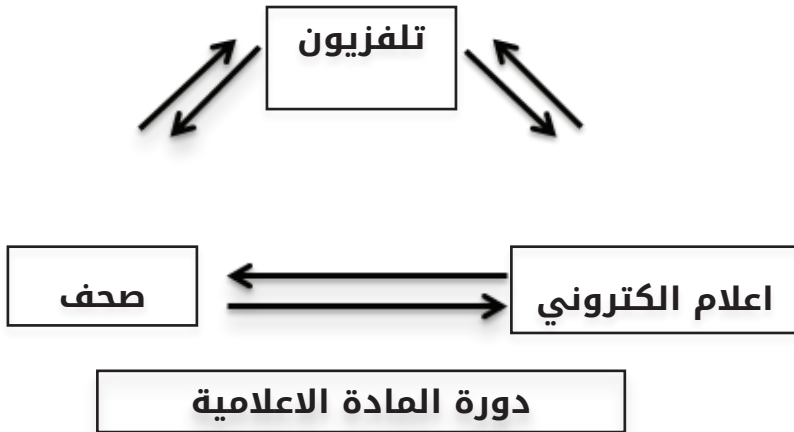 تلفزيون
صحف
اعلام الكتروني
دورة المادة الاعلامية